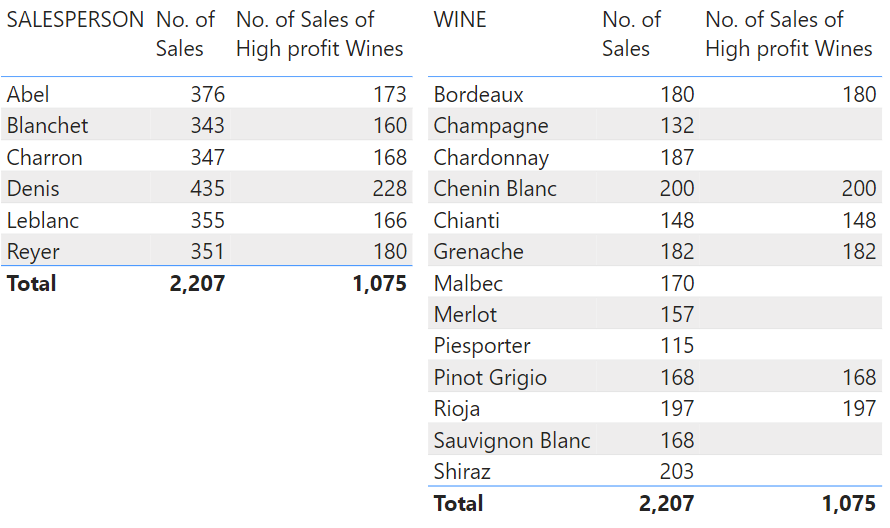 SALESPERSON No. of Sales No. of Sales of High profit Wines
Abel 376 173
Blanchet 343 160
Charron 347 168
Denis 435 228
Leblanc 355 166
Reyer 351 180
Total 2,207 1,075
WINE No. of Sales No. of Sales of High profit Wines
Bordeaux 180 180
Champagne 132
Chardonnay 187
Chenin Blanc 200 200
Chianti 148 148
Grenache 182 182
Malbec 170
Merlot 157
Piesporter 115
Pinot Grigio 168 168
Rioja 197 197
Sauvignon Blanc 168
Shiraz 203
Total 2,207 1,075